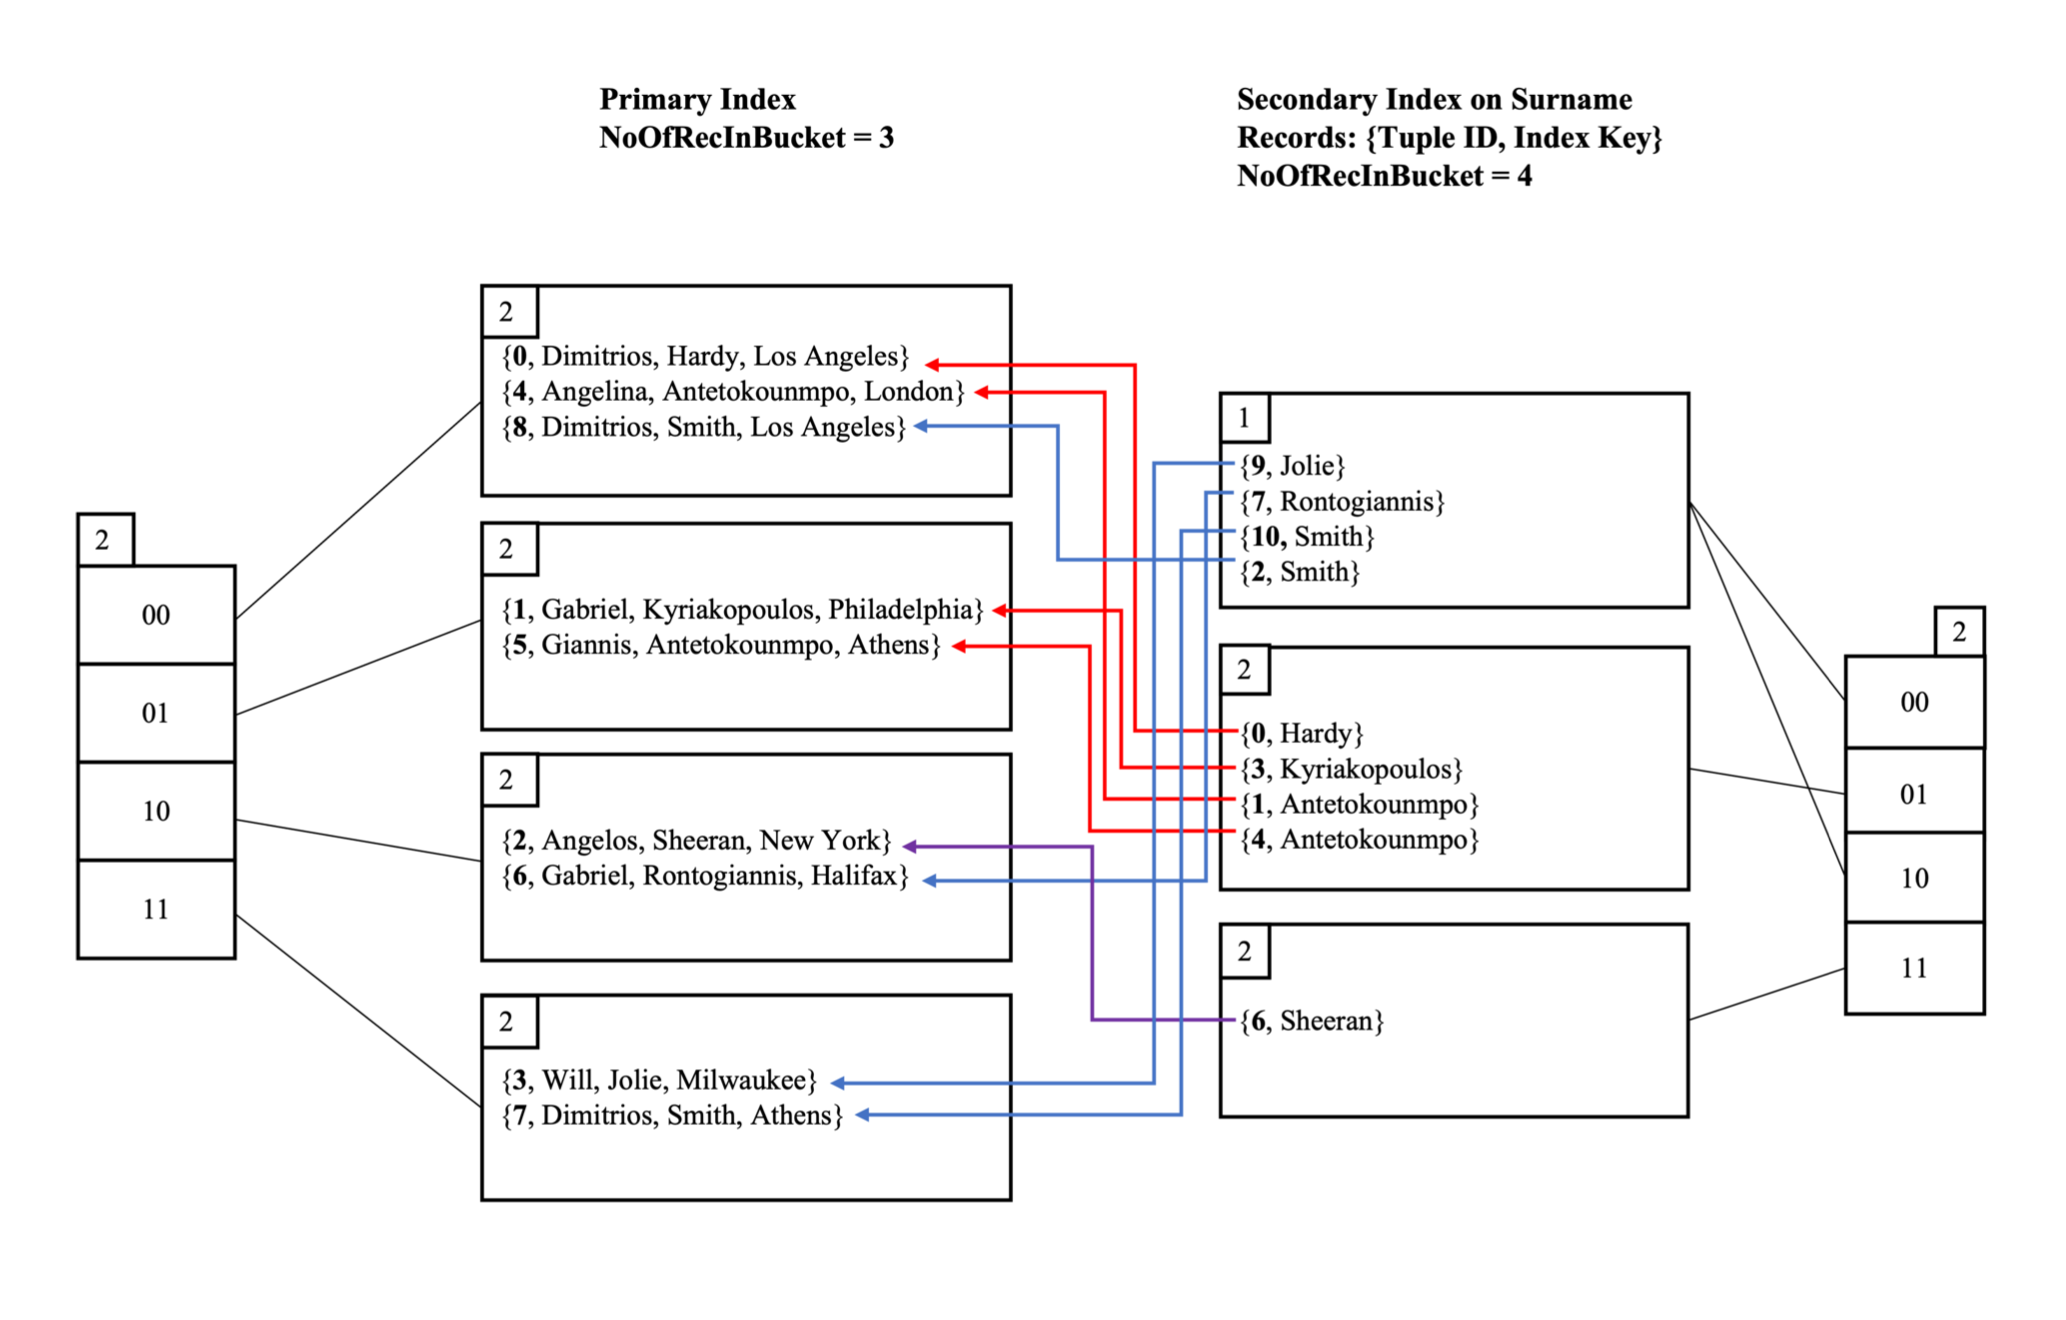 Primary Index
NoOfRecInBucket = 3
Secondary Index on Surname
Records: {Tuple ID, Index Key}
NoOfRecInBucket = 4
2
00
01
10
11
2
{0, Dimitrios, Hardy, Los Angeles}
{4, Angelina, Antetokounmpo, London}
{8, Dimitrios, Smith, Los Angeles}
2
{1, Gabriel, Kyriakopoulos, Philadelphia}
{5, Giannis, Antetokounmpo, Athens}
2
{2, Angelos, Sheeran, New York}
{6, Gabriel, Rontogiannis, Halifax}
2
{3, Will, Jolie, Milwaukee}
{7, Dimitrios, Smith, Athens}
1
{9, Jolie}
{7, Rontogiannis}
{10, Smith}
{2, Smith}
2
{0, Hardy}
{3, Kyriakopoulos}
{1, Antetokounmpo}
{4, Antetokounmpo}
2
{6, Sheeran}
2
00
01
10
11